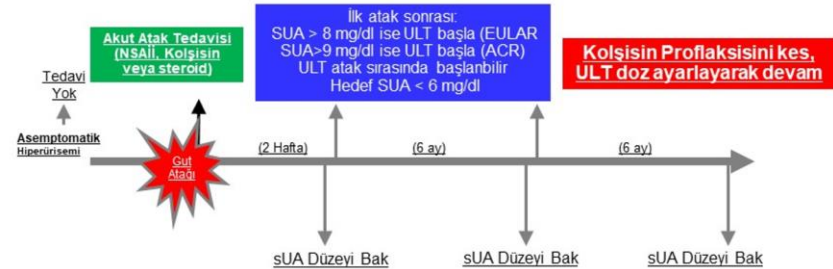 Tedavi
Yok
Asemptomatik
Hiperürisemi
Akut Atak Tedavisi
(NSAİİ, Kolşisin
veya steroid)
Gut
Atağı
İlk atak sonrası:
SUA > 8 mg/dl ise ULT başla (EULAR
SUA>9 mg/dl ise ULT başla (ACR)
ULT atak sırasında başlanbilir
Hedef SUA < 6 mg/dl
Kolşisin Proflaksisini kes,
ULT doz ayarlayarak devam
(2 Hafta)
(6 ay)
(6 ay)
sUA Düzeyi Bak
sUA Düzeyi Bak
sUA Düzeyi Bak